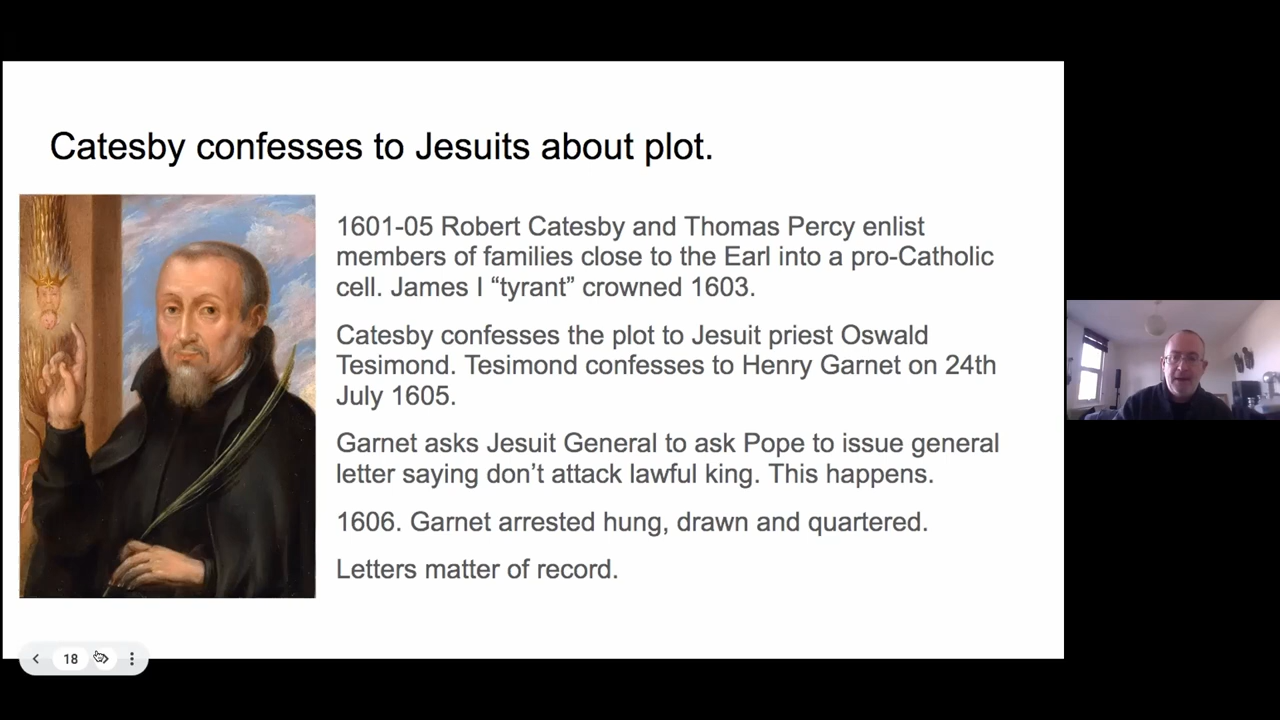 Catesby confesses to Jesuits about plot.
1601-05 Robert Catesby and Thomas Percy enlist
members of families close to the Earl into a pro-Catholic
cell. James I “tyrant” crowned 1603.
Catesby confesses the plot to Jesuit priest Oswald
Tesimond. Tesimond confesses to Henry Garnet on 24th
July 1605.
Garnet asks Jesuit General to ask Pope to issue general
letter saying don’t attack lawful king. This happens.
1606. Garnet arrested hung, drawn and quartered.
Letters matter of record.
18